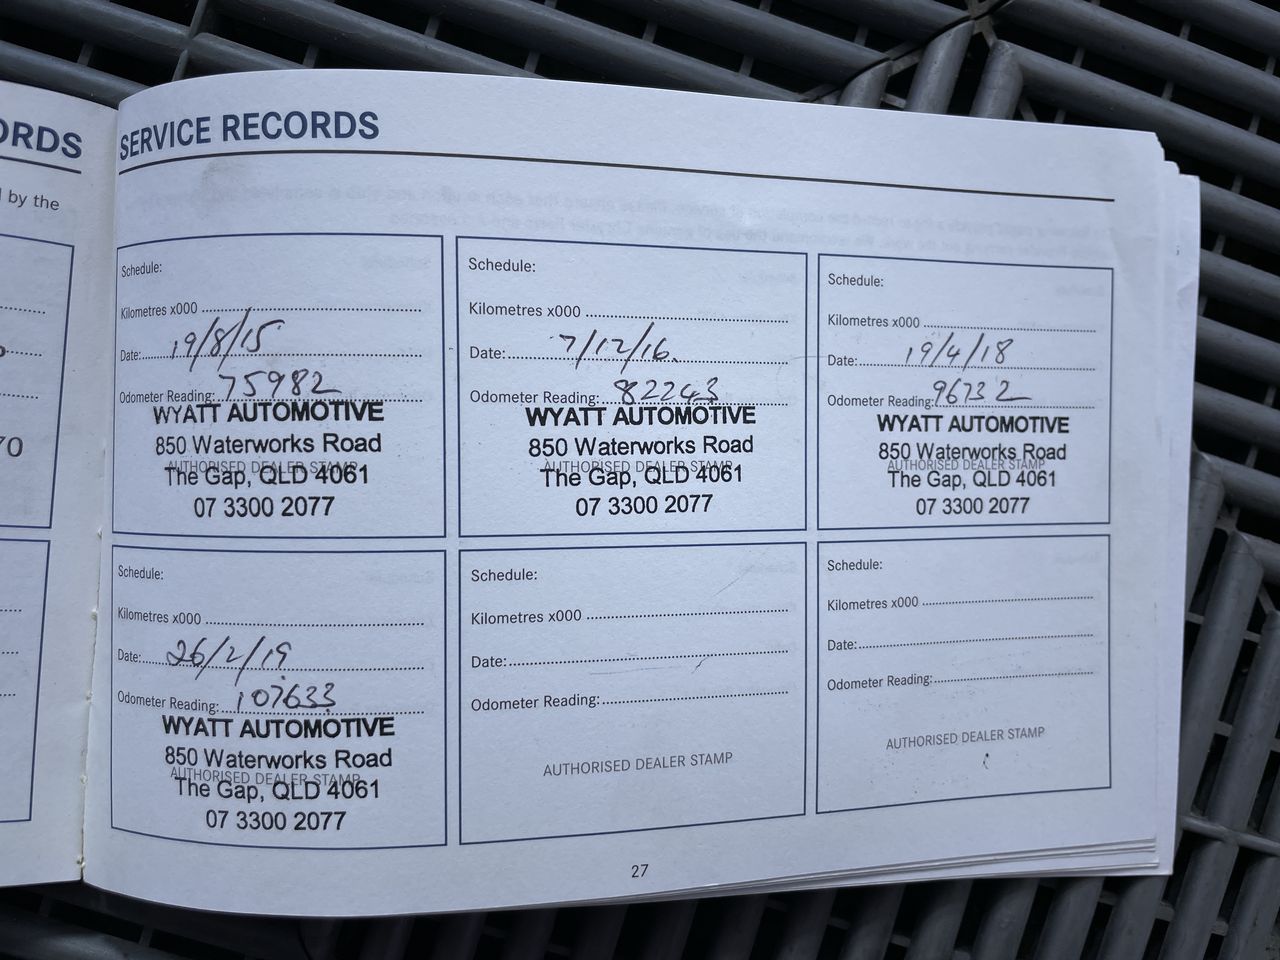 ORDS
l by the
70
SERVICE RECORDS
Schedule:
Kilometres x000
Date: 19/8/15
Odometer Reading: 75982
WYATT AUTOMOTIVE
850 Waterworks Road
AUTHORISED DEALER STAMP
The Gap, QLD 4061
07 3300 2077
Schedule:
Kilometres x000
Date: 7/12/16
Odometer Reading: 82243
WYATT AUTOMOTIVE
850 Waterworks Road
AUTHORISED DEALER STAMP
The Gap, QLD 4061
07 3300 2077
Schedule:
Kilometres x000
Date: 19/4/18
Odometer Reading: 96732
WYATT AUTOMOTIVE
850 Waterworks Road
AUTHORISED DEALER STAMP
The Gap, QLD 4061
07 3300 2077
Schedule:
Kilometres x000
Date: 26/2/19
Odometer Reading: 107633
WYATT AUTOMOTIVE
850 Waterworks Road
AUTHORISED DEALER STAMP
The Gap, QLD 4061
07 3300 2077
Schedule:
Kilometres x000
Date:
Odometer Reading:
AUTHORISED DEALER STAMP
Schedule:
Kilometres x000
Date:
Odometer Reading:
AUTHORISED DEALER STAMP
27